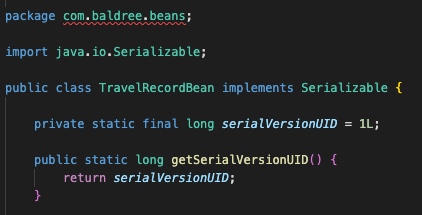 package com.baldree.beans;
import java.io.Serializable;
public class TravelRecordBean implements Serializable {
private static final long serialVersionUID = 1L;
public static long getSerialVersionUID() {
return serialVersionUID;
}